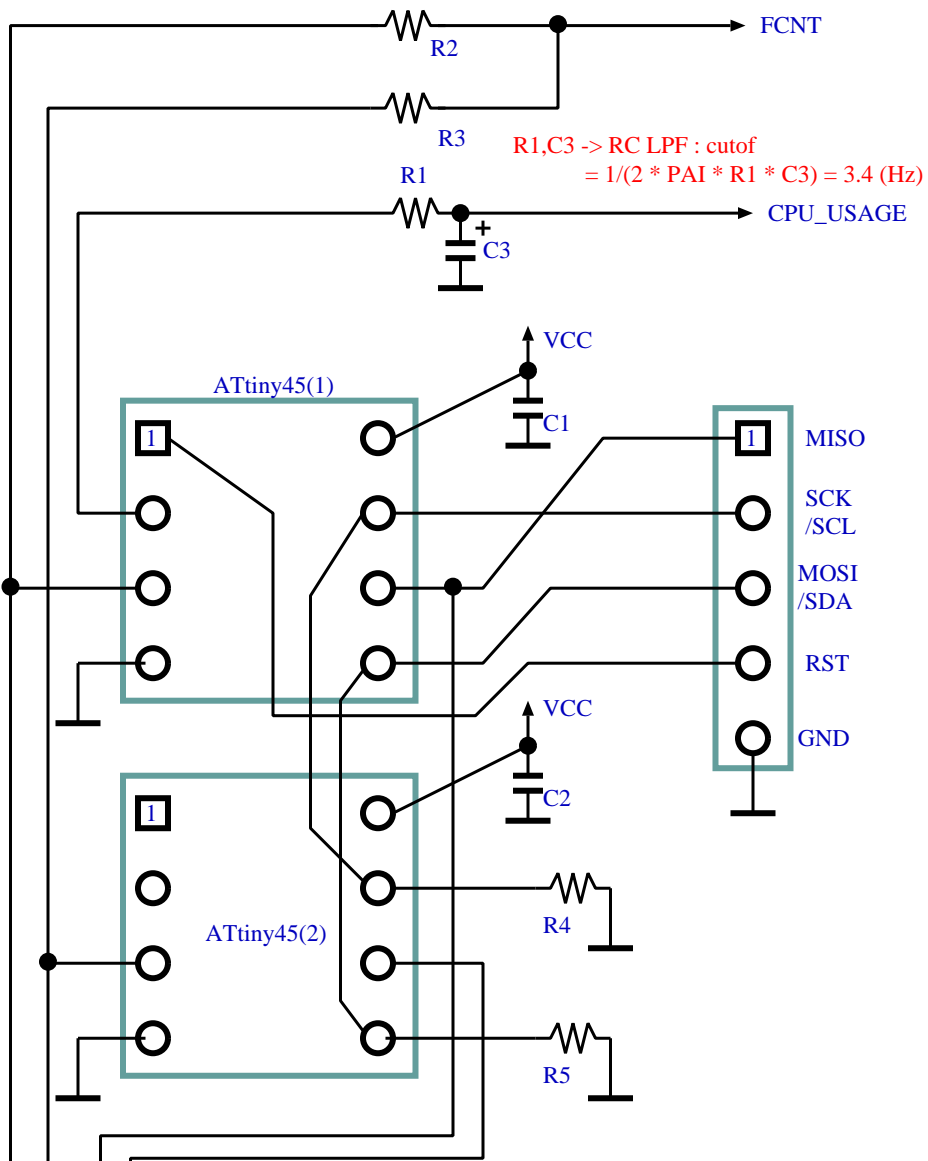 FCNT
R2
R3
R1,C3 -> RC LPF : cutof
= 1/(2 * PAI * R1 * C3) = 3.4 (Hz)
R1
CPU_USAGE
+
C3
VCC
ATtiny45(1)
C1
1
1
MISO
SCK
/SCL
MOSI
/SDA
RST
VCC
GND
C2
1
R4
ATtiny45(2)
R5